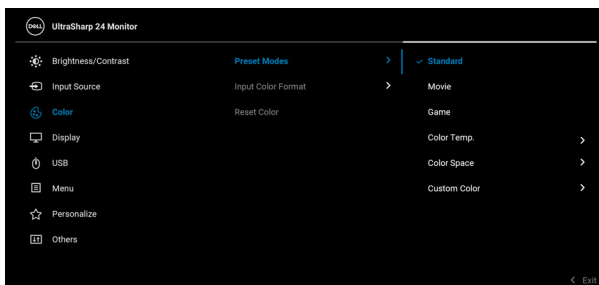 DELL UltraSharp 24 Monitor
Brightness/Contrast Preset Modes Standard
Input Source Input Color Format Movie
Color Reset Color Game
Display Color Temp.
USB Color Space
Menu Custom Color
Personalize
Others
Exit